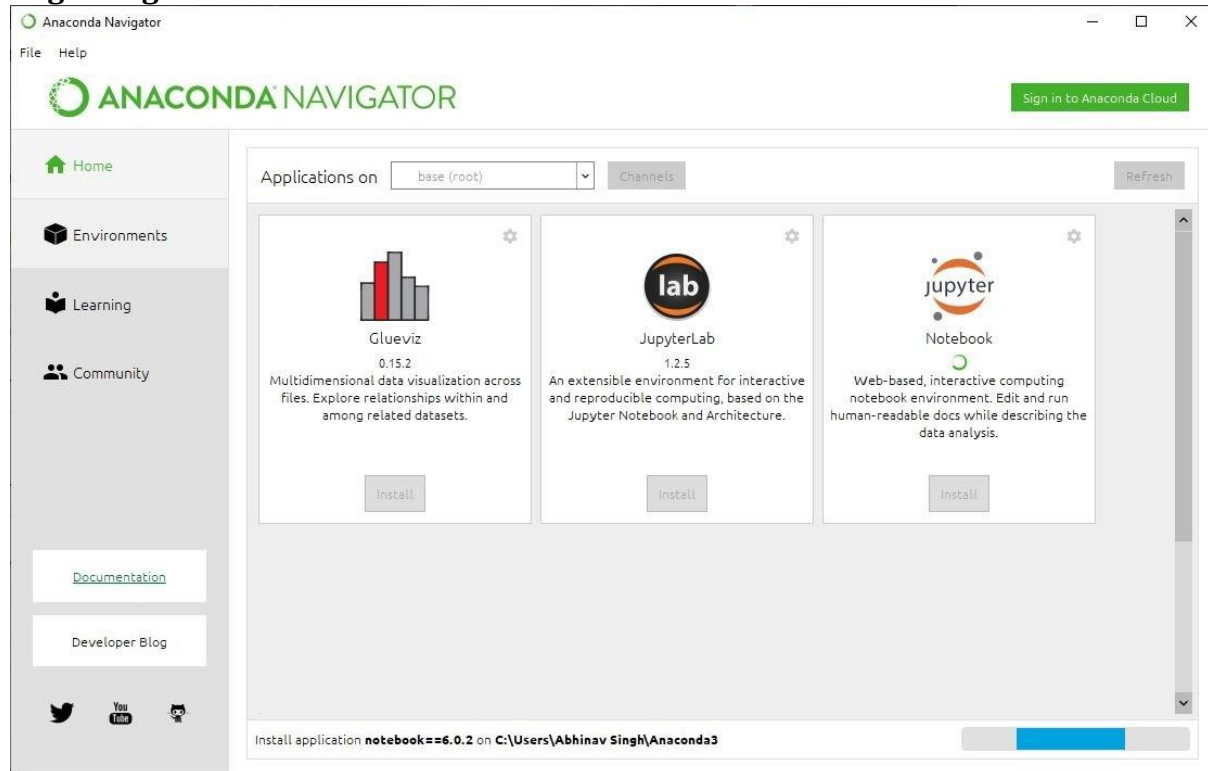 Anaconda Navigator
File Help
ANACONDA NAVIGATOR
Sign in to Anaconda Cloud
Home
Environments
Learning
Community
Documentation
Developer Blog
You
Tube
Applications on base (root) Channels Refresh
Glueviz
0.15.2
Multidimensional data visualization across
files. Explore relationships within and
among related datasets.
Install
lab
JupyterLab
1.2.5
An extensible environment for interactive
and reproducible computing, based on the
Jupyter Notebook and Architecture.
Install
jupyter
Notebook
Web-based, interactive computing
notebook environment. Edit and run
human-readable docs while describing the
data analysis.
Install
Install application notebook==6.0.2 on C:\Users\Abhinav Singh\Anaconda3